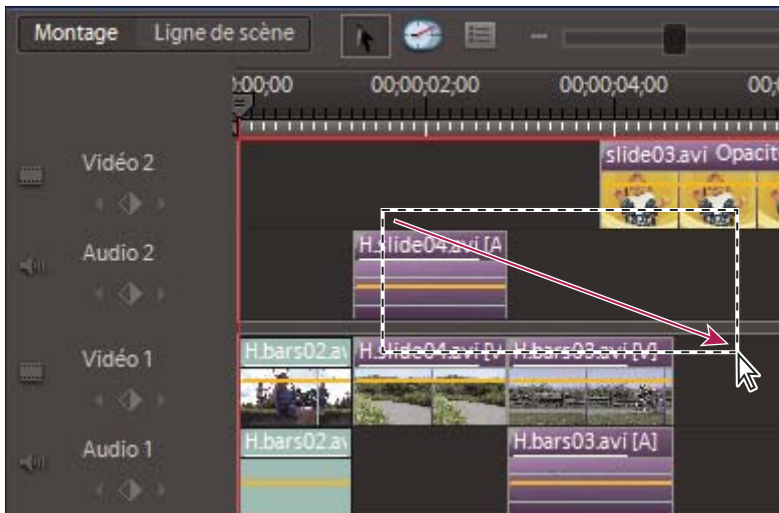 Montage Ligne de scène
;00;00 00;00;02;00 00;00;04;00 00;
Vidéo 2
slide03.avi Opacit
Audio 2
H.slide04.avi [A
Vidéo 1
H.bars02.av H.slide04.avi [V H.bars03.avi [V]
Audio 1
H.bars02.av H.bars03.avi [A]